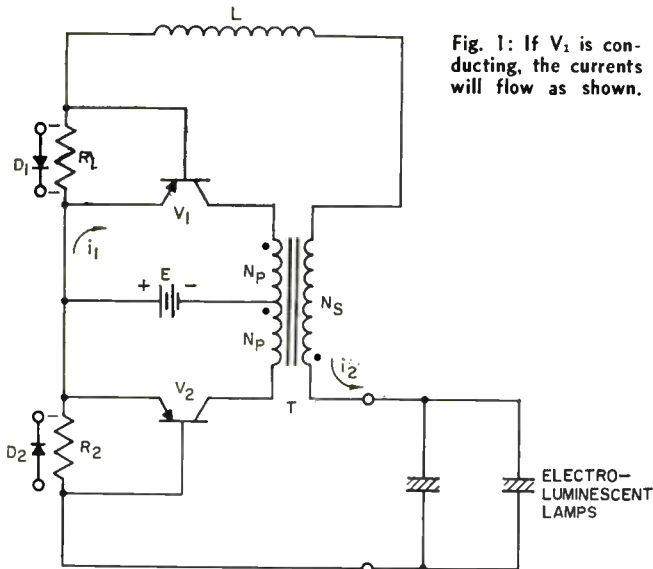 L
Fig. 1: If V₁ is con-
ducting, the currents
will flow as shown.
D₁
R₁
V₁
i₁
+ E −
N_P
N_P
N_S
i₂
V₂
T
D₂
R₂
ELECTRO-
LUMINESCENT
LAMPS